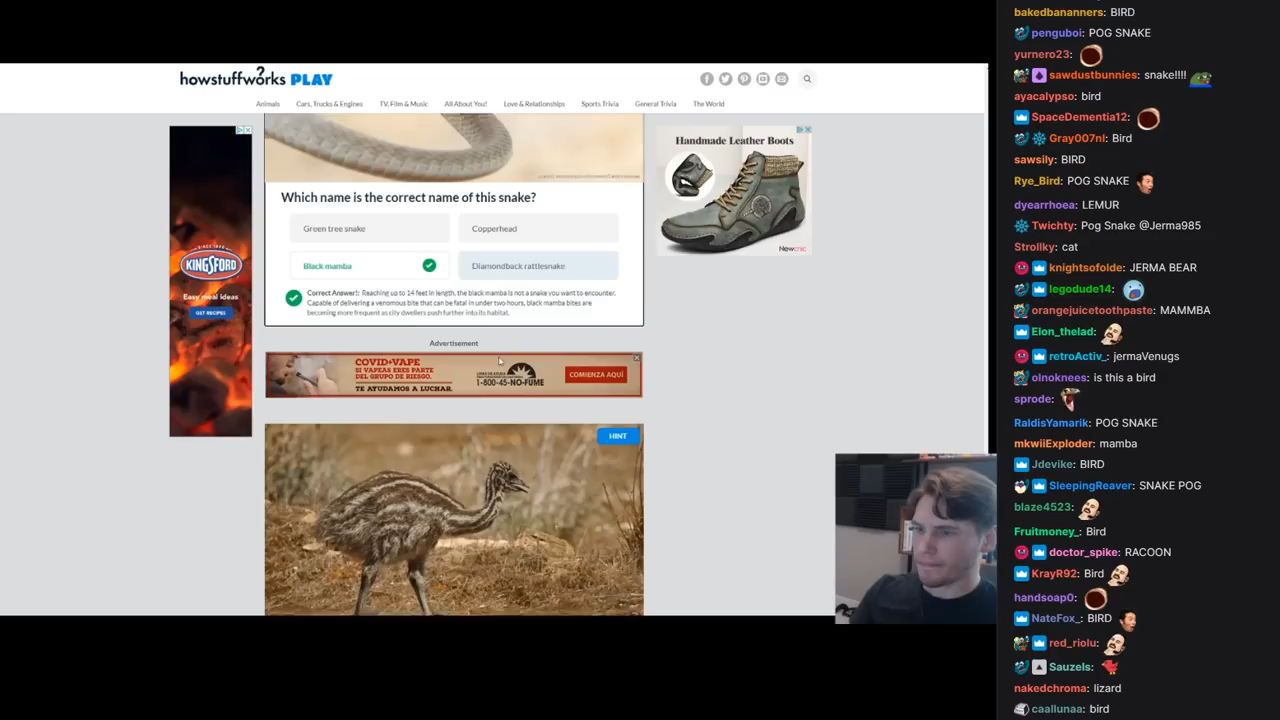 howstuffworks PLAY
Animals
Cars, Trucks & Engines
TV, Film & Music
All About You!
Love & Relationships
Sports Trivia
General Trivia
The World
SINCE 1920
KINGSFORD
Easy meal ideas
GET RECIPES
Which name is the correct name of this snake?
Green tree snake
Copperhead
Black mamba
Diamondback rattlesnake
Correct Answer!: Reaching up to 14 feet in length, the black mamba is not a snake you want to encounter.
Capable of delivering a venomous bite that can be fatal in under two hours, black mamba bites are
becoming more frequent as city dwellers push further into its habitat.
Advertisement
COVID+VAPE
SI VAPEAS ERES PARTE
DEL GRUPO DE RIESGO.
TE AYUDAMOS A LUCHAR.
1-800-45-NO-FUME
COMIENZA AQUÍ
HINT
Handmade Leather Boots
Newchic
bakedbananners: BIRD
penguboi: POG SNAKE
yurnero23:
sawdustbunnies: snake!!!!
ayacalypso: bird
SpaceDementia12:
Gray007nl: Bird
sawsily: BIRD
Rye_Bird: POG SNAKE
dyearrhoea: LEMUR
Twichty: Pog Snake @Jerma985
Strollky: cat
knightsofolde: JERMA BEAR
legodude14:
orangejuicetoothpaste: MAMMBA
Elon_thelad:
retroActiv_: jermaVenugs
olnoknees: is this a bird
sprode:
RaldisYamarik: POG SNAKE
mkwiiExploder: mamba
Jdevike: BIRD
SleepingReaver: SNAKE POG
blaze4523:
Fruitmoney_: Bird
doctor_spike: RACOON
KrayR92: Bird
handsoap0:
NateFox_: BIRD
red_riolu:
Sauzels:
nakedchroma: lizard
caallunaa: bird